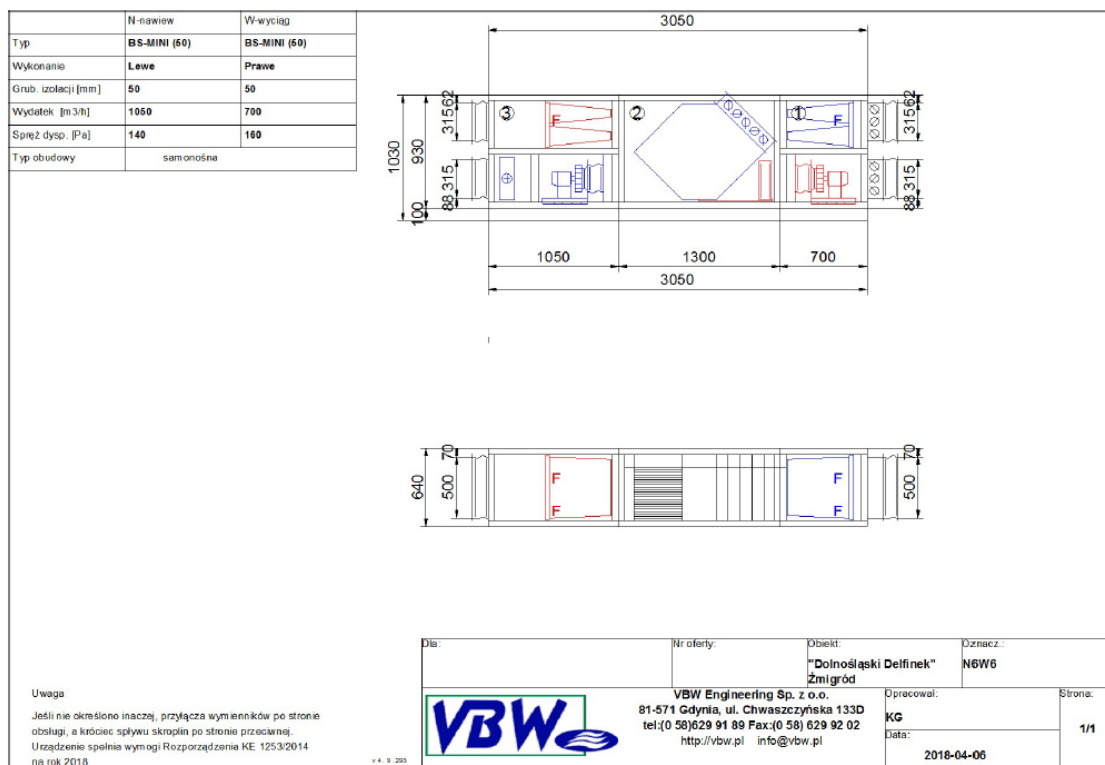 N-nawiew W-wyciąg
Typ BS-MINI (50) BS-MINI (50)
Wykonanie Lewe Prawe
Grub. izolacji [mm] 50 50
Wydatek [m3/h] 1050 700
Spręż dysp. [Pa] 140 160
Typ obudowy samonośna
3050
1030
930
100
62
315
315
88
3 F 2 1 F
62
315
315
88
1050 1300 700
3050
640
70
500
F F
F F
70
500
Uwaga
Jeśli nie określono inaczej, przyłącza wymienników po stronie
obsługi, a króciec spływu skroplin po stronie przeciwnej.
Urządzenie spełnia wymogi Rozporządzenia KE 1253/2014
na rok 2018
Dla: Nr oferty: Obiekt: Oznacz.:
"Dolnośląski Delfinek" N6W6
Żmigród
VBW
VBW Engineering Sp. z o.o.
81-571 Gdynia, ul. Chwaszczyńska 133D
tel:(0 58)629 91 89 Fax:(0 58) 629 92 02
http://vbw.pl info@vbw.pl
Opracował:
KG
Data:
2018-04-06
Strona:
1/1